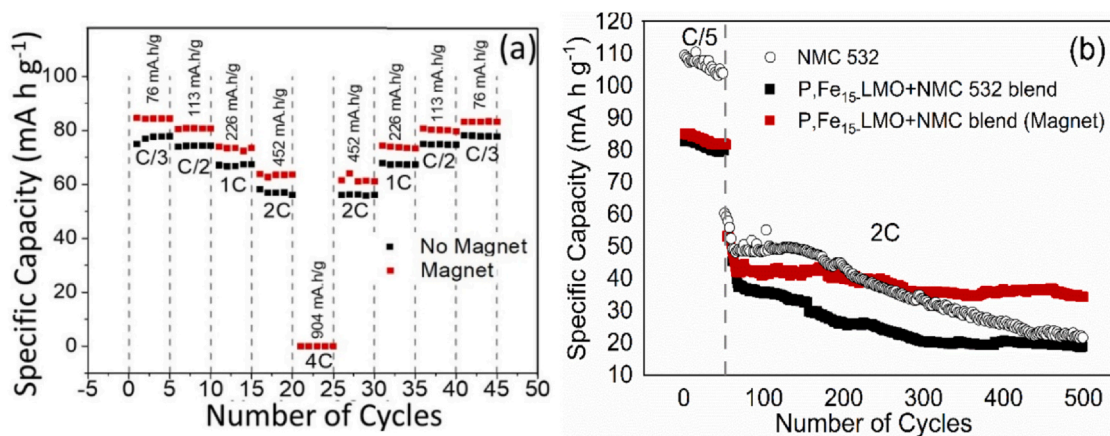 (a)
Specific Capacity (mA h g⁻¹)
100
80
60
40
20
0
76 mA.h/g
113 mA.h/g
226 mA.h/g
452 mA.h/g
904 mA.h/g
452 mA.h/g
226 mA.h/g
113 mA.h/g
76 mA.h/g
C/3
C/2
1C
2C
4C
2C
1C
C/2
C/3
No Magnet
Magnet
-5 0 5 10 15 20 25 30 35 40 45 50
Number of Cycles
(b)
Specific Capacity (mA h g⁻¹)
120
110
100
90
80
70
60
50
40
30
20
10
C/5
2C
NMC 532
P,Fe₁₅-LMO+NMC 532 blend
P,Fe₁₅-LMO+NMC blend (Magnet)
0 100 200 300 400 500
Number of Cycles